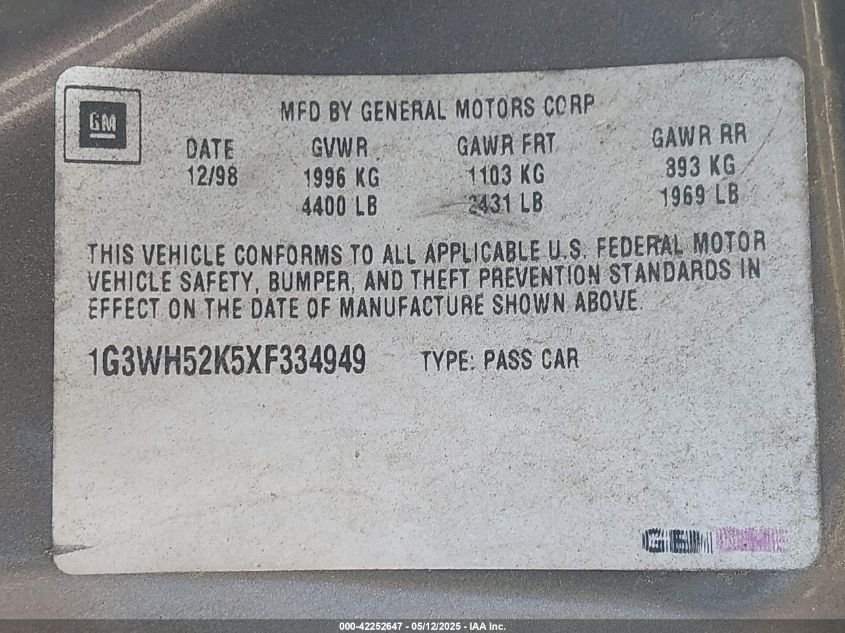 GM
MFD BY GENERAL MOTORS CORP
DATE GVWR GAWR FRT GAWR RR
12/98 1996 KG 1103 KG 893 KG
4400 LB 2431 LB 1969 LB
THIS VEHICLE CONFORMS TO ALL APPLICABLE U.S. FEDERAL MOTOR
VEHICLE SAFETY, BUMPER, AND THEFT PREVENTION STANDARDS IN
EFFECT ON THE DATE OF MANUFACTURE SHOWN ABOVE.
1G3WH52K5XF334949 TYPE: PASS CAR
000-42252647 - 05/12/2025 - IAA Inc.